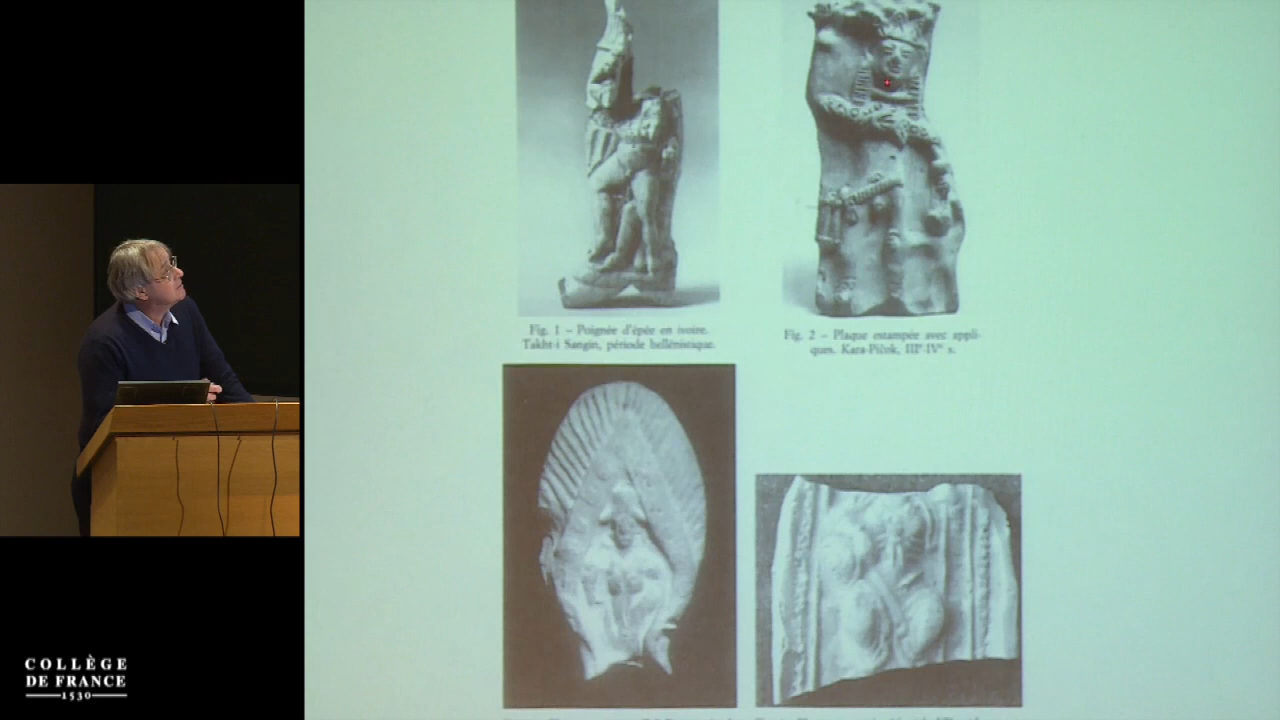 Fig. 1 – Poignée d'épée en ivoire.
Takht-i Sangin, période hellénistique.
Fig. 2 – Plaque estampée avec appli-
ques. Kara-Pičok, IIIᵉ-IVᵉ s.
COLLÈGE
DE FRANCE
1530